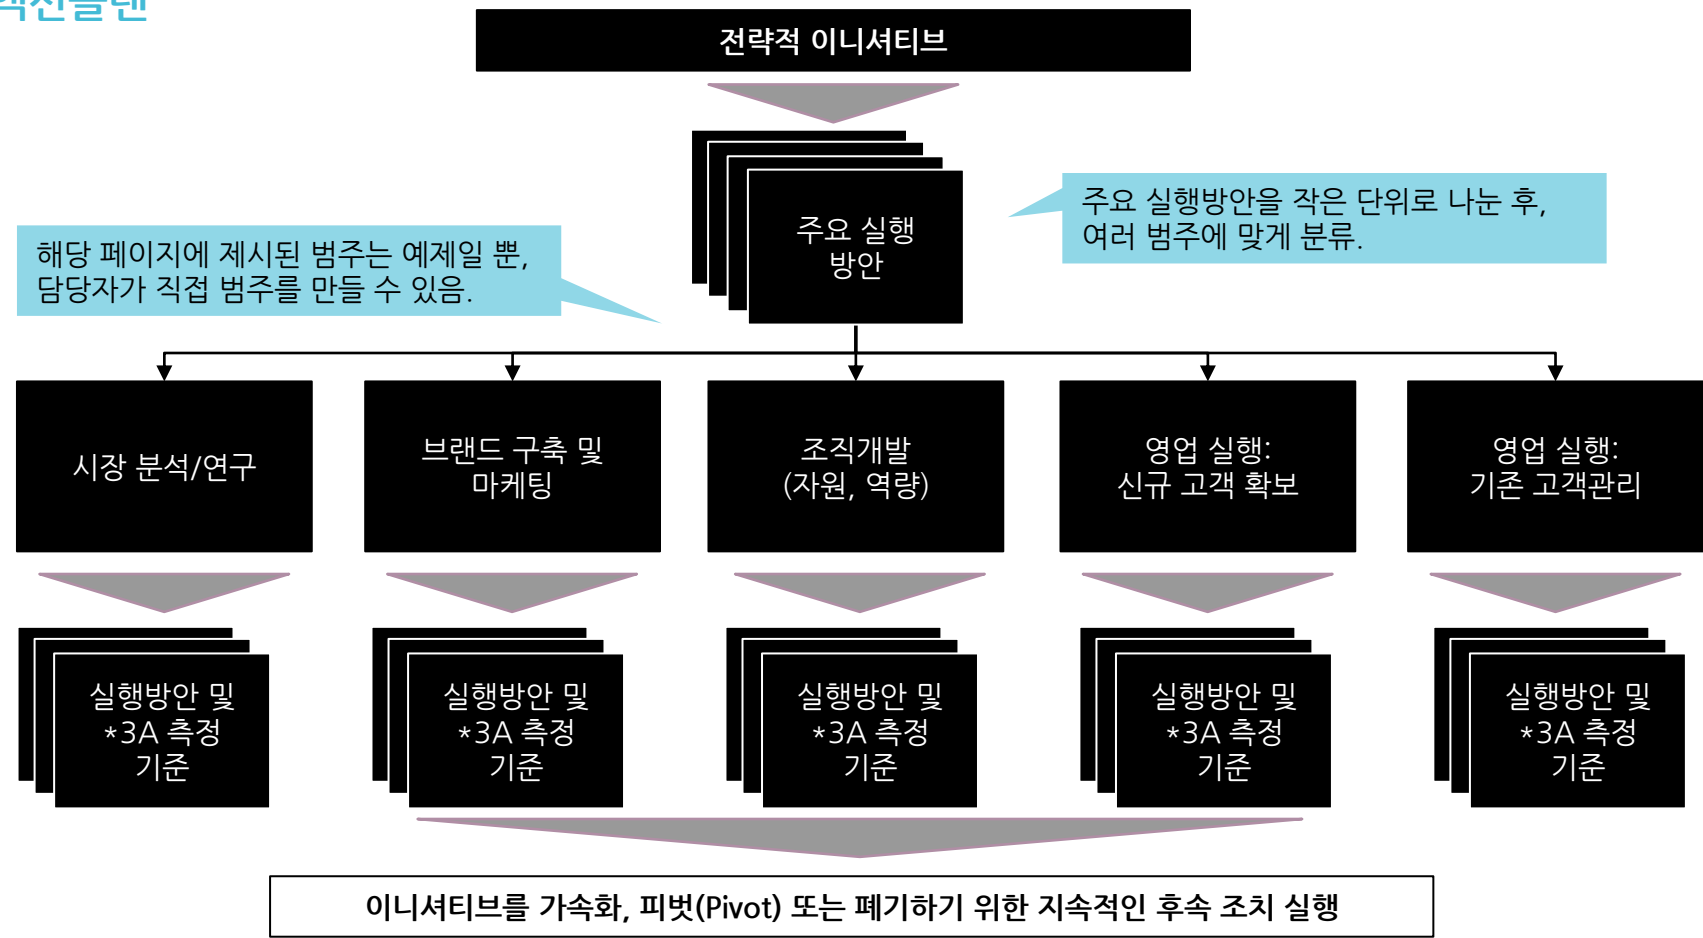 액션플랜
전략적 이니셔티브
주요 실행방안을 작은 단위로 나눈 후,
여러 범주에 맞게 분류.
주요 실행
방안
해당 페이지에 제시된 범주는 예제일 뿐,
담당자가 직접 범주를 만들 수 있음.
시장 분석/연구
브랜드 구축 및
마케팅
조직개발
(자원, 역량)
영업 실행:
신규 고객 확보
영업 실행:
기존 고객관리
실행방안 및
*3A 측정
기준
실행방안 및
*3A 측정
기준
실행방안 및
*3A 측정
기준
실행방안 및
*3A 측정
기준
실행방안 및
*3A 측정
기준
이니셔티브를 가속화, 피벗(Pivot) 또는 폐기하기 위한 지속적인 후속 조치 실행